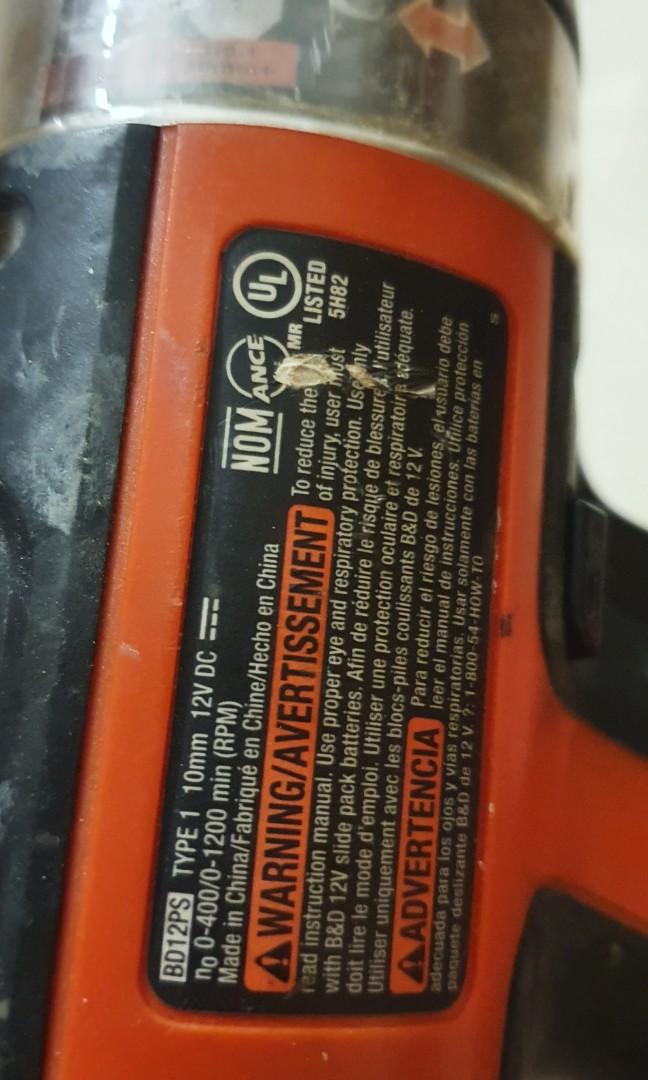 BD12PS TYPE 1 10mm 12V DC
no 0-400/0-1200 min (RPM)
Made in China/Fabriqué en Chine/Hecho en China
NOM ANCE MR UL LISTED 5H82
WARNING/AVERTISSEMENT To reduce the
of injury, user must
read instruction manual. Use proper eye and respiratory protection. Use only
with B&D 12V slide pack batteries. Afin de réduire le risque de blessure l'utilisateur
doit lire le mode d'emploi. Utiliser une protection oculaire et respiratoire adéquate.
Utiliser uniquement avec les blocs-piles coulissants B&D de 12 V.
ADVERTENCIA Para reducir el riesgo de lesiones, el usuario debe
leer el manual de instrucciones. Utilice protección
adecuada para los ojos y vías respiratorias. Usar solamente con las baterías en
paquete deslizante B&D de 12 V. ?: 1-800-54-HOW-TO